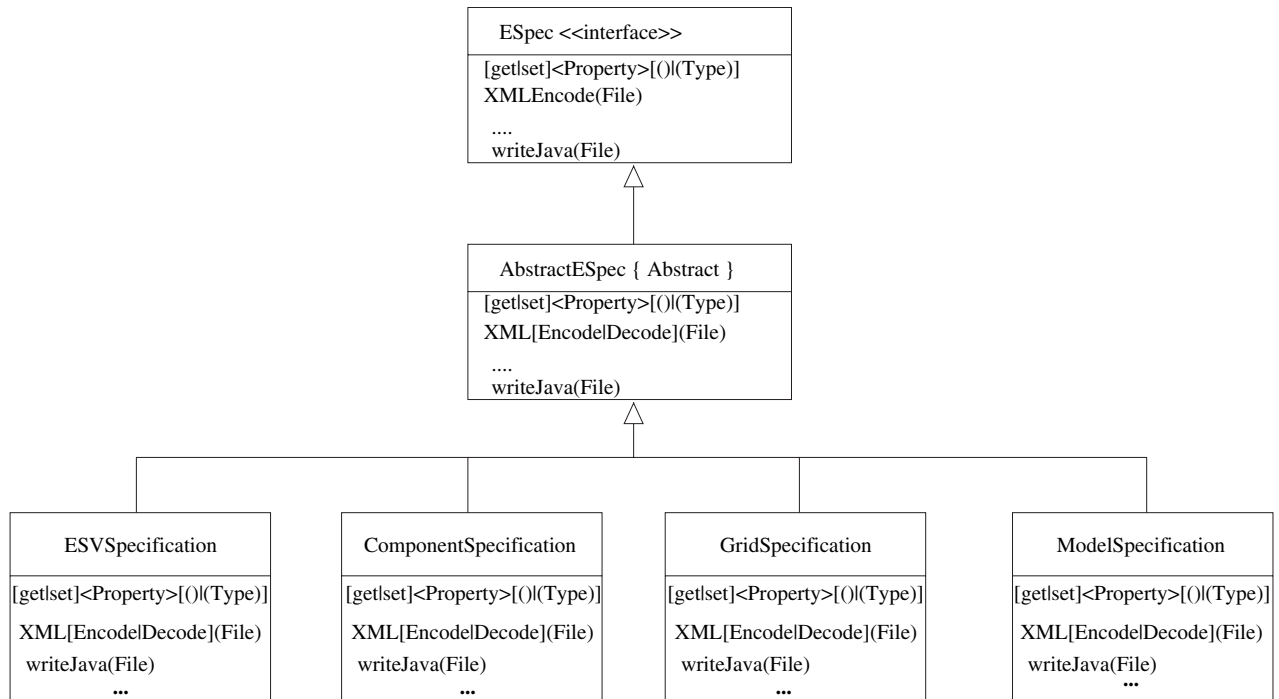 ESpec <<interface>>
[get|set]<Property>[()|(Type)]
XMLEncode(File)
....
writeJava(File)
AbstractESpec { Abstract }
[get|set]<Property>[()|(Type)]
XML[Encode|Decode](File)
....
writeJava(File)
ESVSpecification
[get|set]<Property>[()|(Type)]
XML[Encode|Decode](File)
writeJava(File)
...
ComponentSpecification
[get|set]<Property>[()|(Type)]
XML[Encode|Decode](File)
writeJava(File)
...
GridSpecification
[get|set]<Property>[()|(Type)]
XML[Encode|Decode](File)
writeJava(File)
...
ModelSpecification
[get|set]<Property>[()|(Type)]
XML[Encode|Decode](File)
writeJava(File)
...